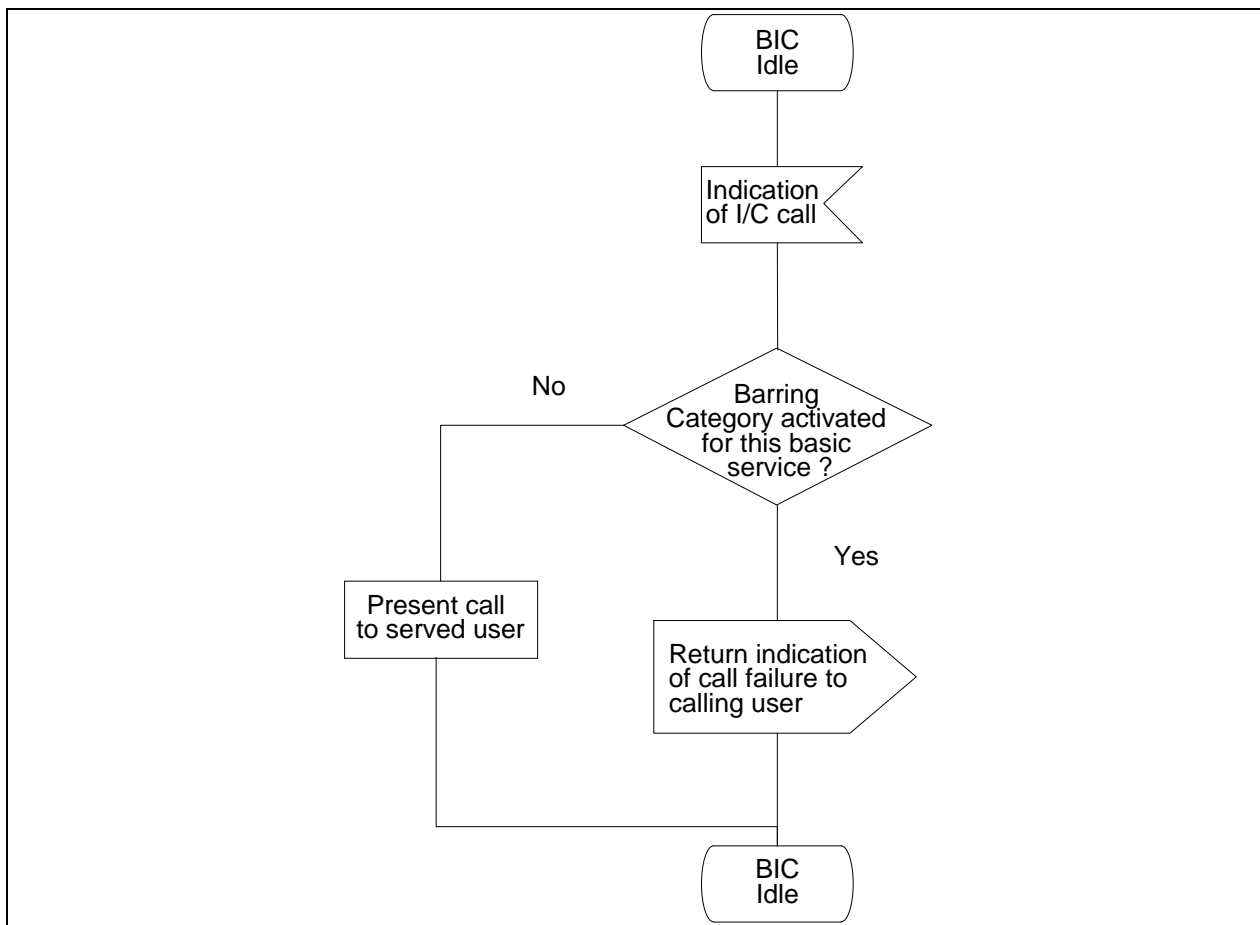 BIC
Idle
Indication
of I/C call
No
Barring
Category activated
for this basic
service ?
Yes
Present call
to served user
Return indication
of call failure to
calling user
BIC
Idle